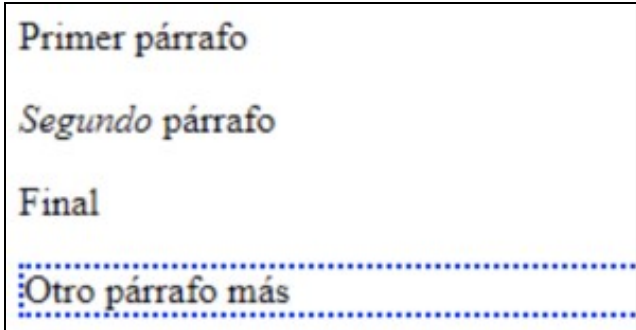 Primer párrafo
Segundo párrafo
Final
Otro párrafo más